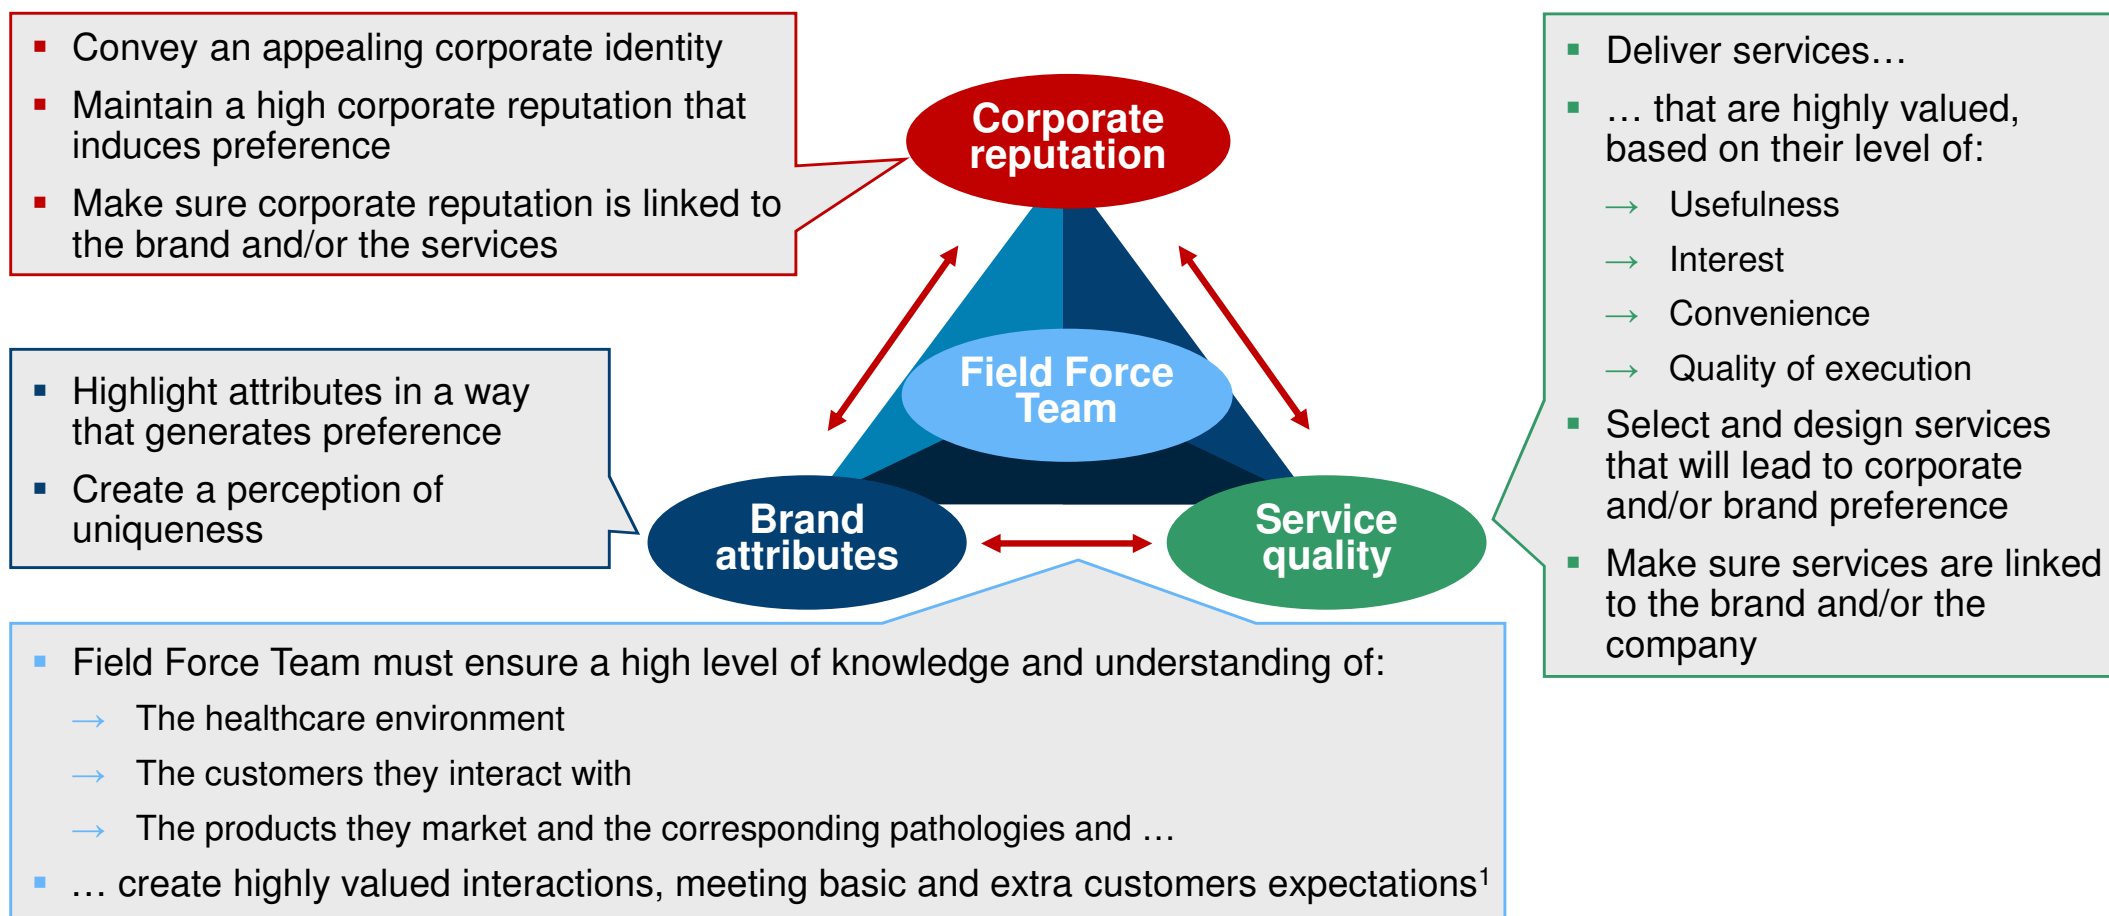 ▪ Convey an appealing corporate identity
▪ Maintain a high corporate reputation that
induces preference
▪ Make sure corporate reputation is linked to
the brand and/or the services
Corporate
reputation
▪ Highlight attributes in a way
that generates preference
▪ Create a perception of
uniqueness
Field Force
Team
Brand
attributes
Service
quality
▪ Deliver services…
▪ … that are highly valued,
based on their level of:
→ Usefulness
→ Interest
→ Convenience
→ Quality of execution
▪ Select and design services
that will lead to corporate
and/or brand preference
▪ Make sure services are linked
to the brand and/or the
company
▪ Field Force Team must ensure a high level of knowledge and understanding of:
→ The healthcare environment
→ The customers they interact with
→ The products they market and the corresponding pathologies and …
▪ … create highly valued interactions, meeting basic and extra customers expectations¹